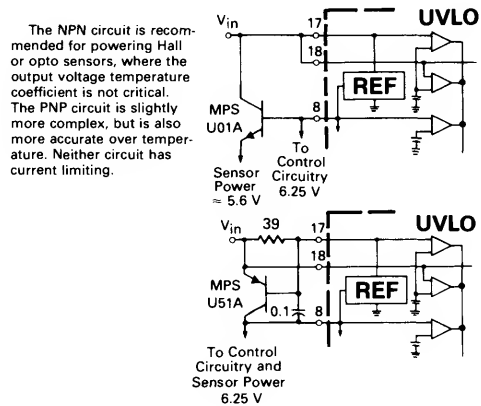 The NPN circuit is recom-
mended for powering Hall
or opto sensors, where the
output voltage temperature
coefficient is not critical.
The PNP circuit is slightly
more complex, but is also
more accurate over temper-
ature. Neither circuit has
current limiting.
Vin
17
UVLO
18
REF
MPS
U01A
8
To
Control
Circuitry
6.25 V
Sensor
Power
≈ 5.6 V
Vin
39
17
UVLO
18
MPS
U51A
REF
0.1
8
To Control
Circuitry and
Sensor Power
6.25 V